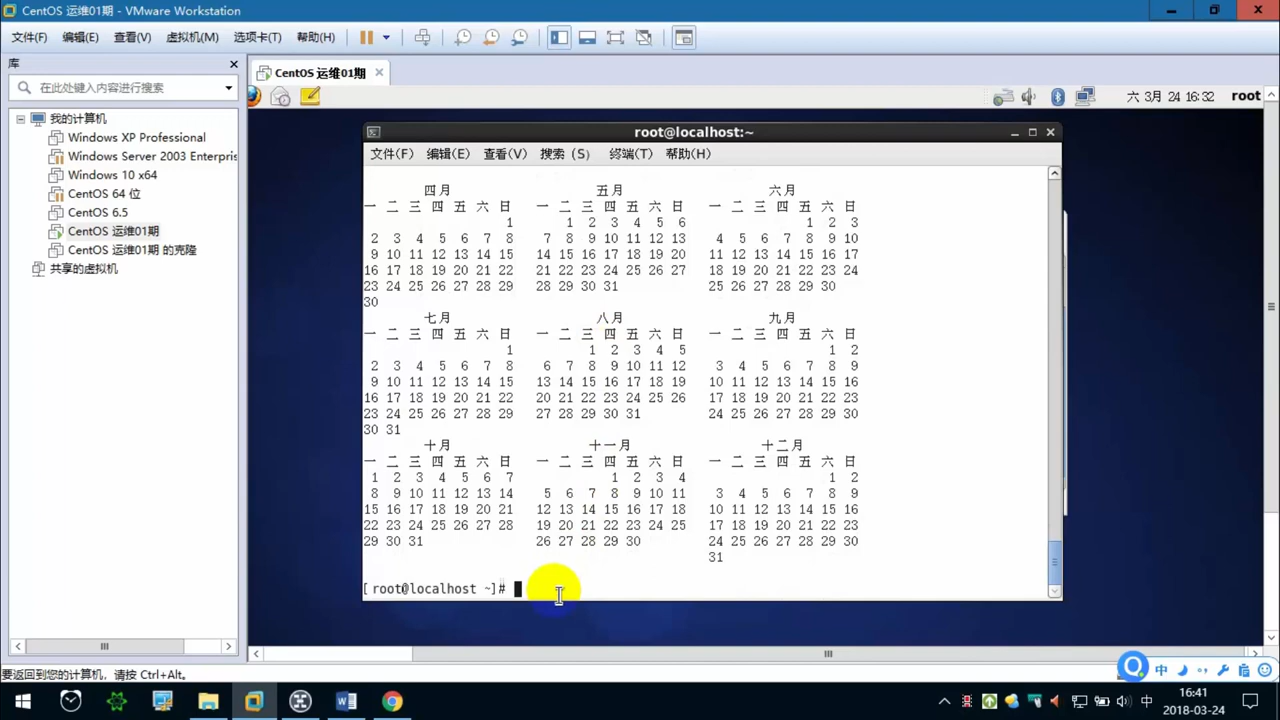 CentOS 运维01期 - VMware Workstation
文件(F) 编辑(E) 查看(V) 虚拟机(M) 选项卡(T) 帮助(H)
库
在此处键入内容进行搜索
我的计算机
Windows XP Professional
Windows Server 2003 Enterpris
Windows 10 x64
CentOS 64 位
CentOS 6.5
CentOS 运维01期
CentOS 运维01期 的克隆
共享的虚拟机
CentOS 运维01期
六 3月 24 16:32 root
root@localhost:~
文件(F) 编辑(E) 查看(V) 搜索 (S) 终端(T) 帮助(H)
四月 五月 六月
一 二 三 四 五 六 日 一 二 三 四 五 六 日 一 二 三 四 五 六 日
1 1 2 3 4 5 6 1 2 3
2 3 4 5 6 7 8 7 8 9 10 11 12 13 4 5 6 7 8 9 10
9 10 11 12 13 14 15 14 15 16 17 18 19 20 11 12 13 14 15 16 17
16 17 18 19 20 21 22 21 22 23 24 25 26 27 18 19 20 21 22 23 24
23 24 25 26 27 28 29 28 29 30 31 25 26 27 28 29 30
30
七月 八月 九月
一 二 三 四 五 六 日 一 二 三 四 五 六 日 一 二 三 四 五 六 日
1 1 2 3 4 5 1 2
2 3 4 5 6 7 8 6 7 8 9 10 11 12 3 4 5 6 7 8 9
9 10 11 12 13 14 15 13 14 15 16 17 18 19 10 11 12 13 14 15 16
16 17 18 19 20 21 22 20 21 22 23 24 25 26 17 18 19 20 21 22 23
23 24 25 26 27 28 29 27 28 29 30 31 24 25 26 27 28 29 30
30 31
十月 十一月 十二月
一 二 三 四 五 六 日 一 二 三 四 五 六 日 一 二 三 四 五 六 日
1 2 3 4 5 6 7 1 2 3 4 1 2
8 9 10 11 12 13 14 5 6 7 8 9 10 11 3 4 5 6 7 8 9
15 16 17 18 19 20 21 12 13 14 15 16 17 18 10 11 12 13 14 15 16
22 23 24 25 26 27 28 19 20 21 22 23 24 25 17 18 19 20 21 22 23
29 30 31 26 27 28 29 30 24 25 26 27 28 29 30
31
[root@localhost ~]#
要返回到您的计算机，请按 Ctrl+Alt。
中
中 16:41
2018-03-24